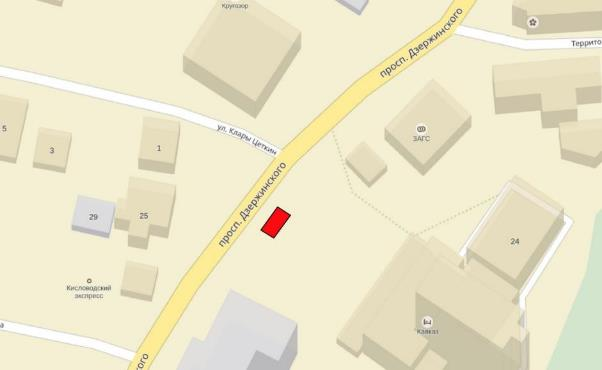 Кругозор
просп. Дзержинского
Террито
5
3
1
ул. Клары Цеткин
ЗАГС
просп. Дзержинского
29
25
24
Кисловодский
экспресс
Кавказ
а
кого